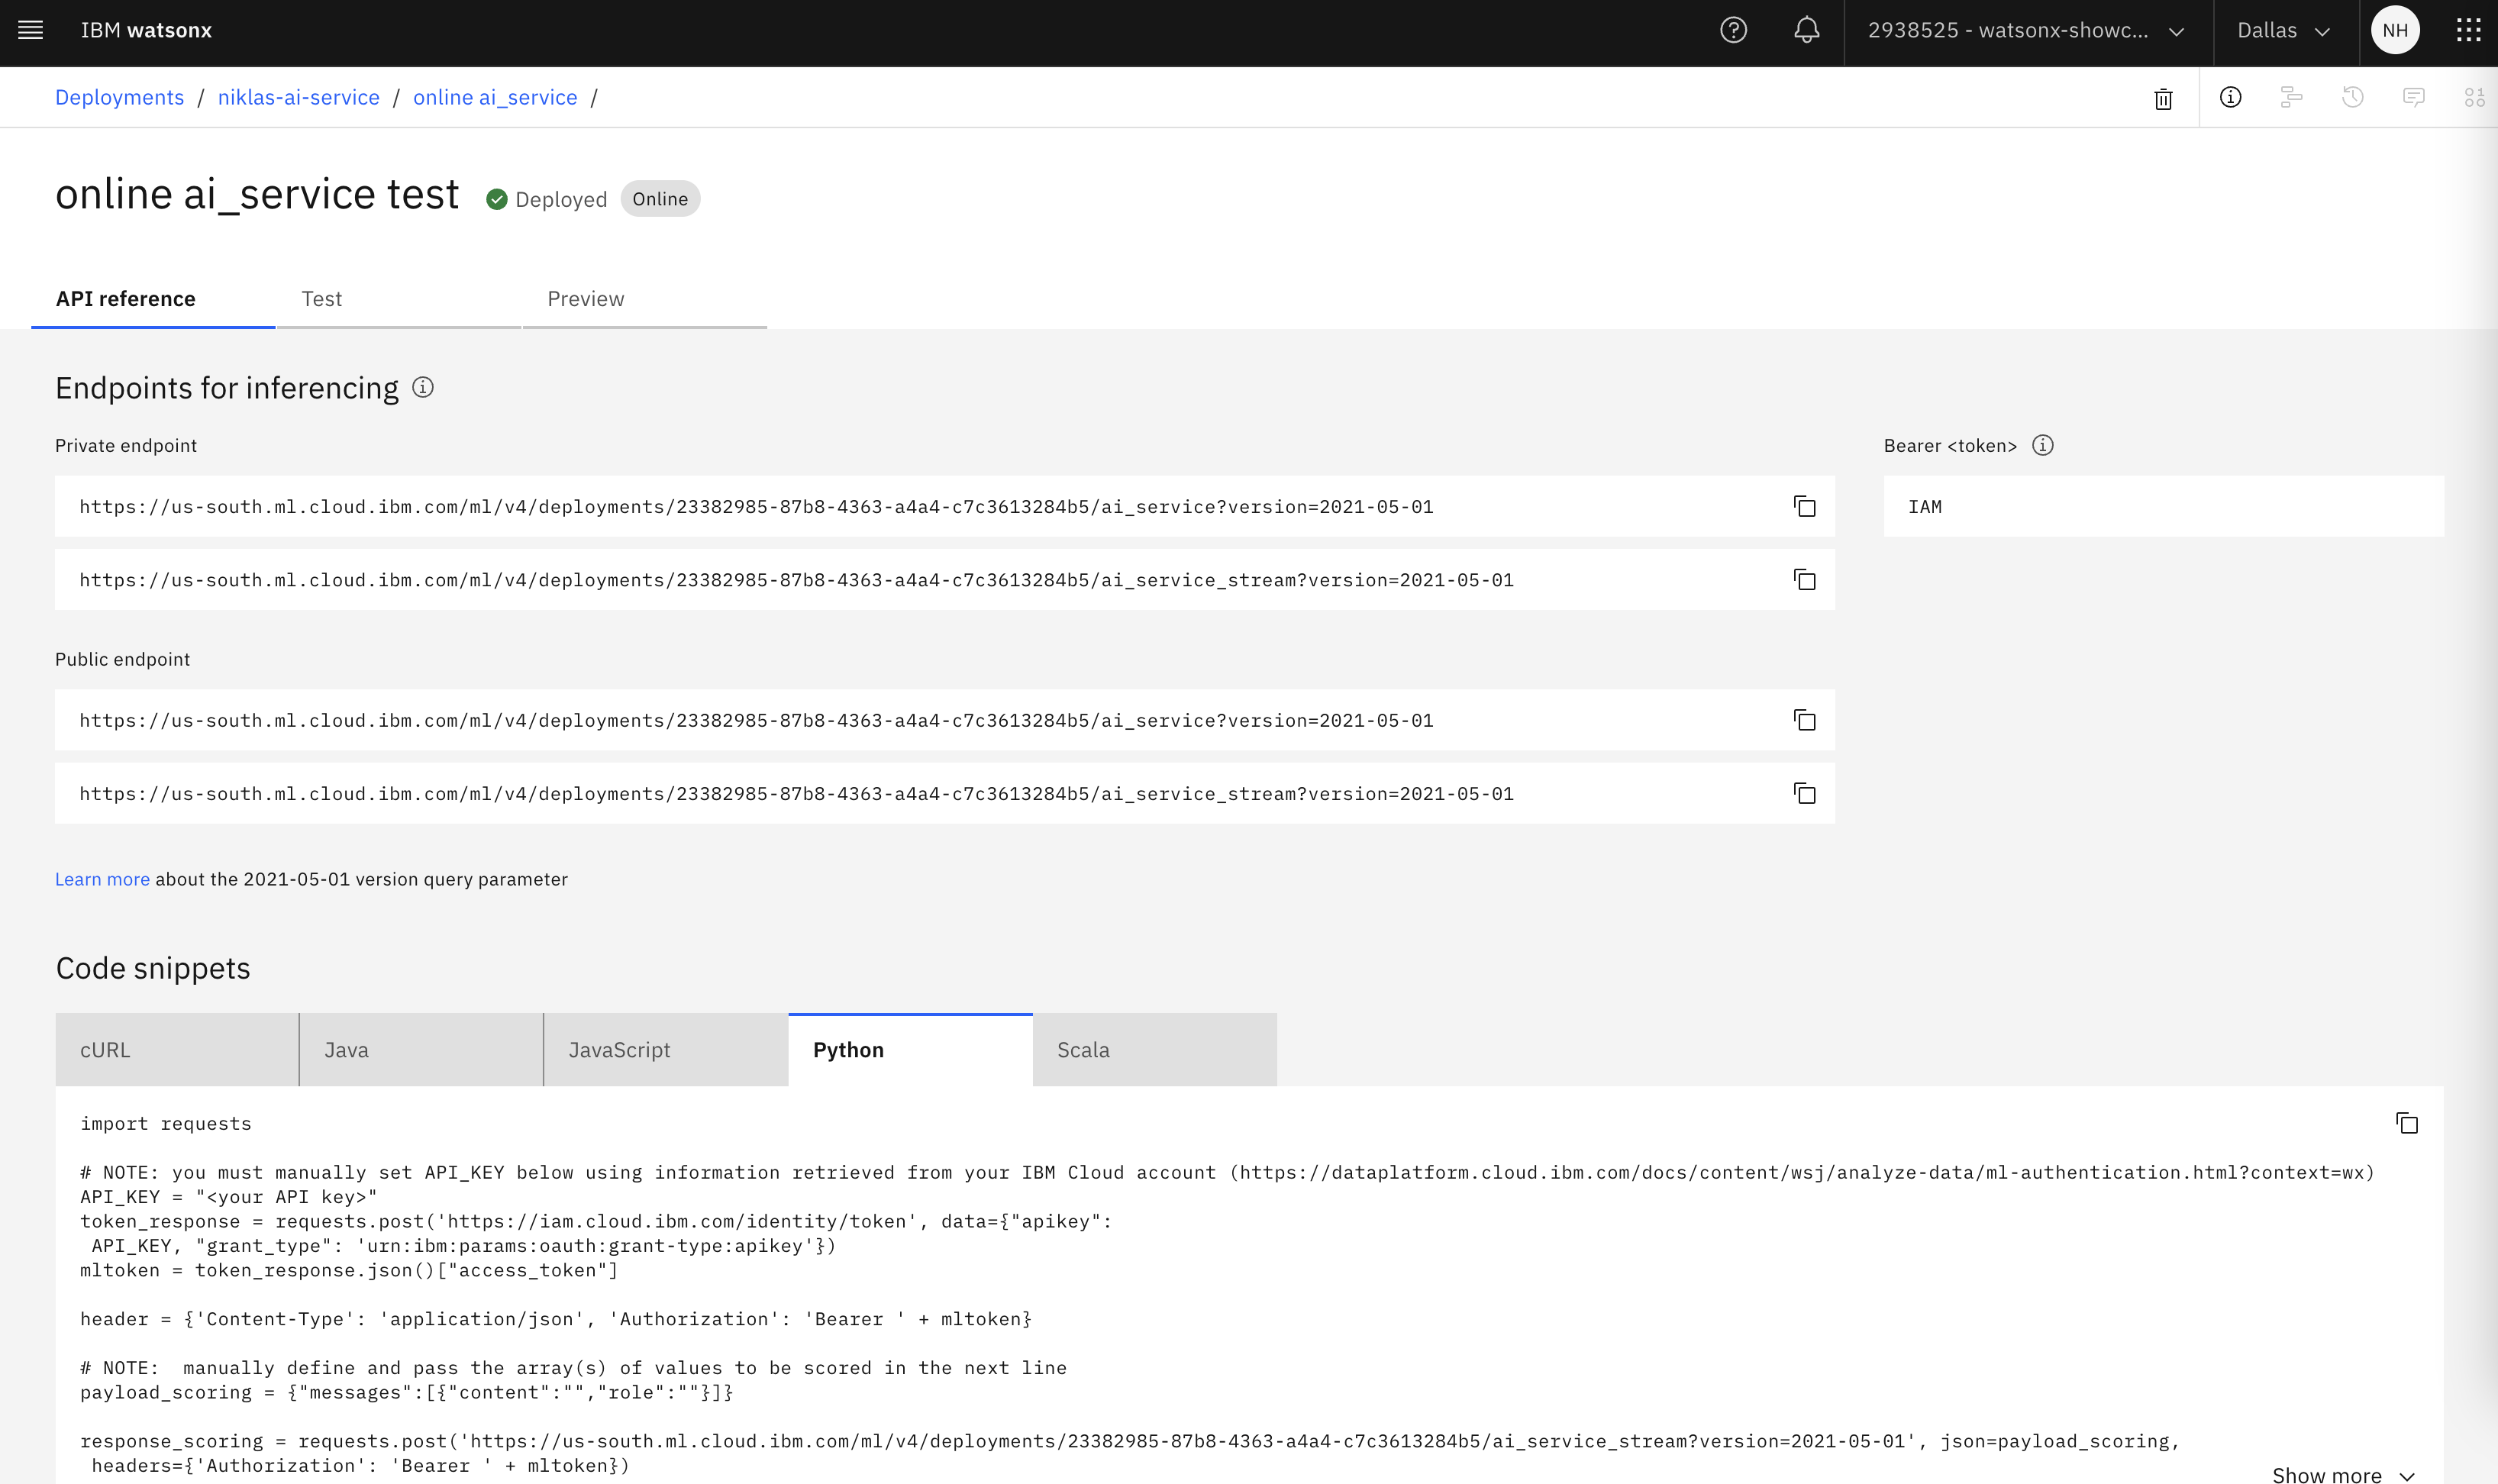 IBM watsonx
2938525 - watsonx-showc...
Dallas
NH
Deployments / niklas-ai-service / online ai_service /
online ai_service test
Deployed
Online
API reference
Test
Preview
Endpoints for inferencing
Private endpoint
Bearer <token>
https://us-south.ml.cloud.ibm.com/ml/v4/deployments/23382985-87b8-4363-a4a4-c7c3613284b5/ai_service?version=2021-05-01
IAM
https://us-south.ml.cloud.ibm.com/ml/v4/deployments/23382985-87b8-4363-a4a4-c7c3613284b5/ai_service_stream?version=2021-05-01
Public endpoint
https://us-south.ml.cloud.ibm.com/ml/v4/deployments/23382985-87b8-4363-a4a4-c7c3613284b5/ai_service?version=2021-05-01
https://us-south.ml.cloud.ibm.com/ml/v4/deployments/23382985-87b8-4363-a4a4-c7c3613284b5/ai_service_stream?version=2021-05-01
Learn more about the 2021-05-01 version query parameter
Code snippets
cURL
Java
JavaScript
Python
Scala
import requests
# NOTE: you must manually set API_KEY below using information retrieved from your IBM Cloud account (https://dataplatform.cloud.ibm.com/docs/content/wsj/analyze-data/ml-authentication.html?context=wx)
API_KEY = "<your API key>"
token_response = requests.post('https://iam.cloud.ibm.com/identity/token', data={"apikey":
API_KEY, "grant_type": 'urn:ibm:params:oauth:grant-type:apikey'})
mltoken = token_response.json()["access_token"]
header = {'Content-Type': 'application/json', 'Authorization': 'Bearer ' + mltoken}
# NOTE:  manually define and pass the array(s) of values to be scored in the next line
payload_scoring = {"messages":[{"content":"","role":""}]}
response_scoring = requests.post('https://us-south.ml.cloud.ibm.com/ml/v4/deployments/23382985-87b8-4363-a4a4-c7c3613284b5/ai_service_stream?version=2021-05-01', json=payload_scoring,
headers={'Authorization': 'Bearer ' + mltoken})
Show more